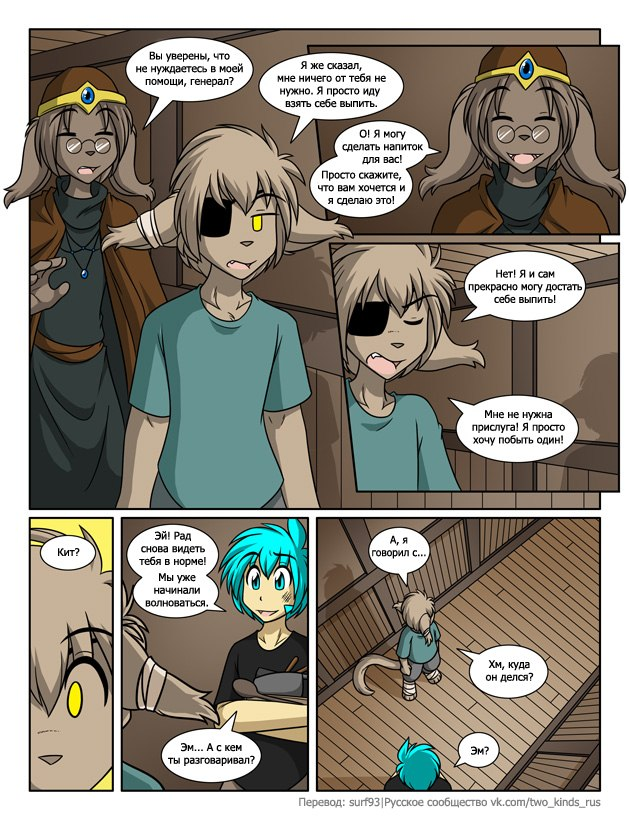 Вы уверены, что
не нуждаетесь в моей
помощи, генерал?
Я же сказал,
мне ничего от тебя не
нужно. Я просто иду
взять себе выпить.
О! Я могу
сделать напиток
для вас!
Просто скажите,
что вам хочется и
я сделаю это!
Нет! Я и сам
прекрасно могу достать
себе выпить!
Мне не нужна
прислуга! Я просто
хочу побыть один!
Кит?
Эй! Рад
снова видеть
тебя в норме!
Мы уже
начинали
волноваться.
Эм... А с кем
ты разговаривал?
А, я
говорил с...
Хм, куда
он делся?
Эм?
Перевод: surf93|Русское сообщество vk.com/two_kinds_rus